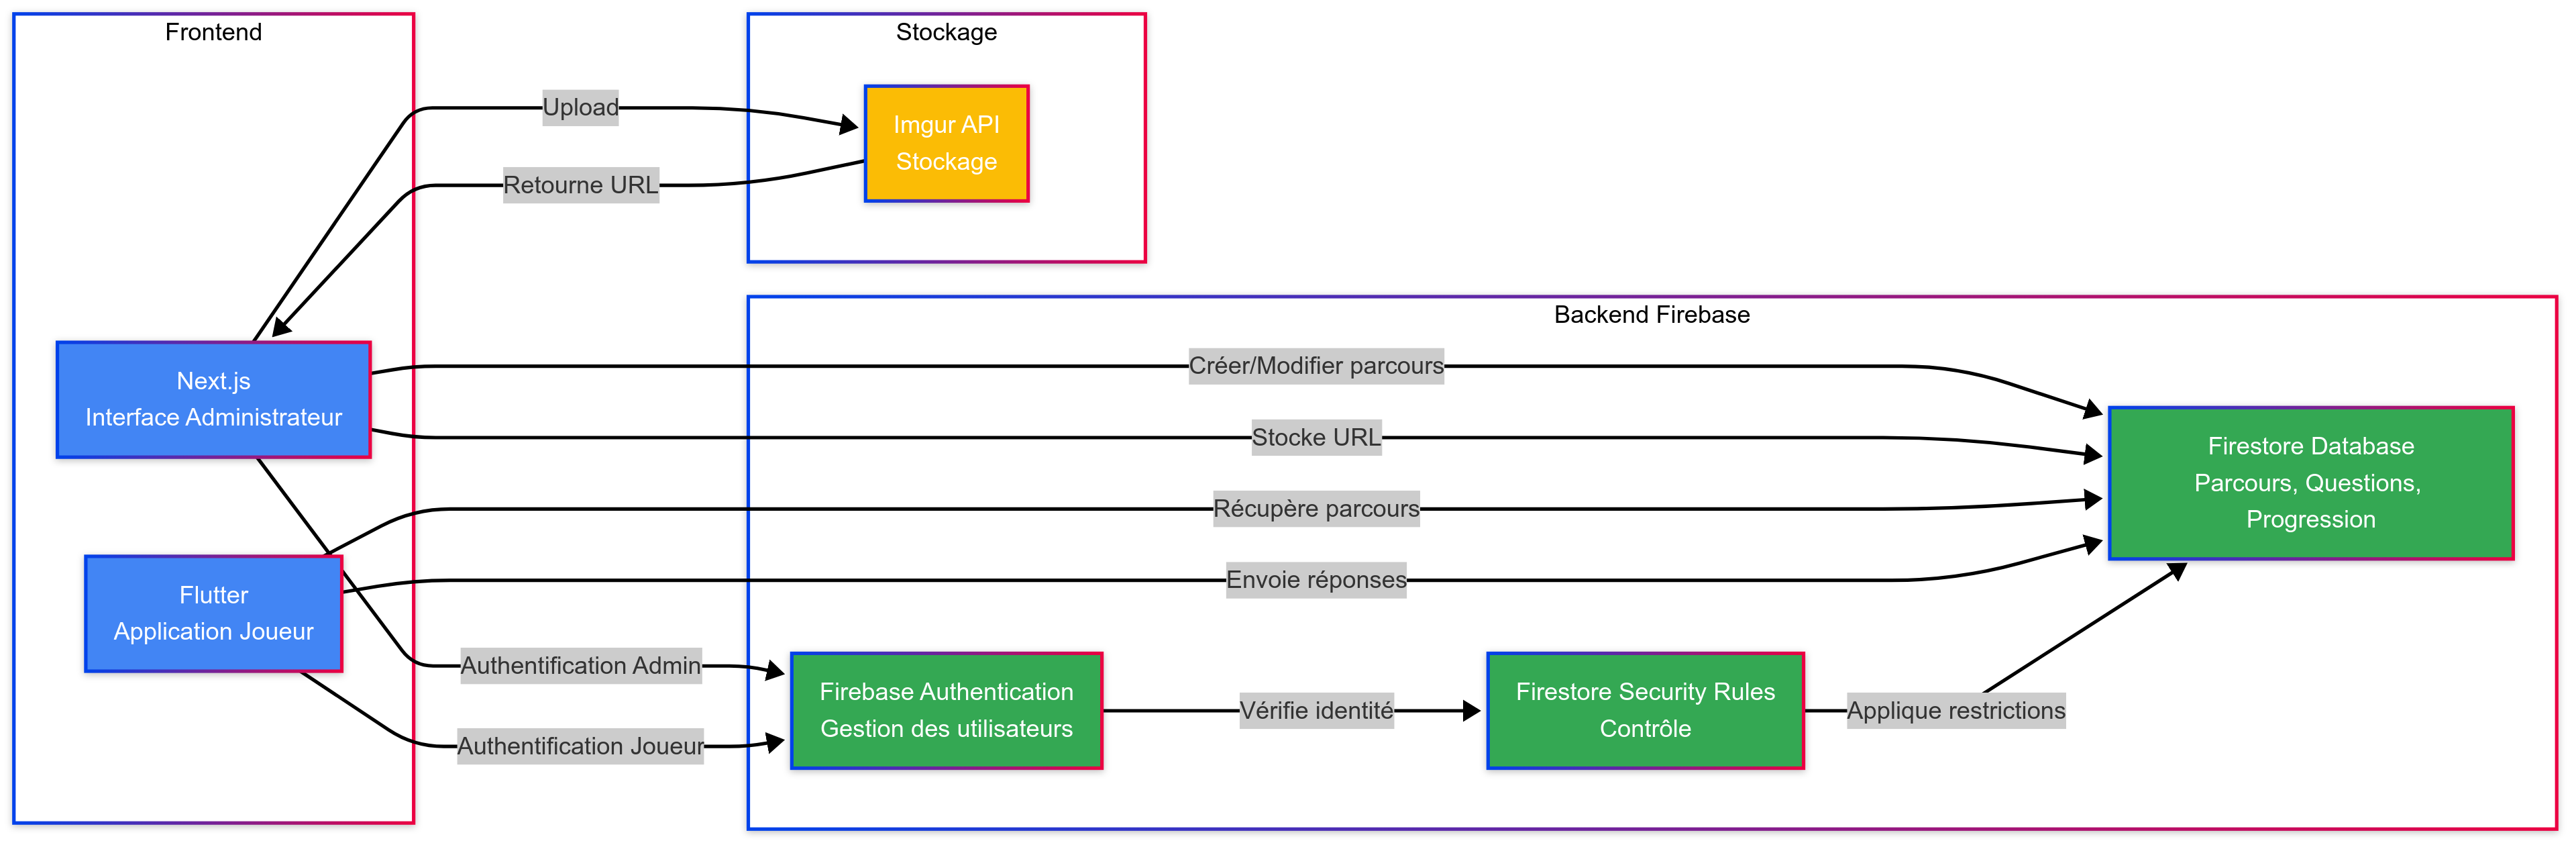 Frontend
Stockage
Upload
Imgur API
Stockage
Retourne URL
Backend Firebase
Next.js
Interface Administrateur
Créer/Modifier parcours
Stocke URL
Firestore Database
Parcours, Questions,
Progression
Récupère parcours
Flutter
Application Joueur
Envoie réponses
Authentification Admin
Authentification Joueur
Firebase Authentication
Gestion des utilisateurs
Vérifie identité
Firestore Security Rules
Contrôle
Applique restrictions